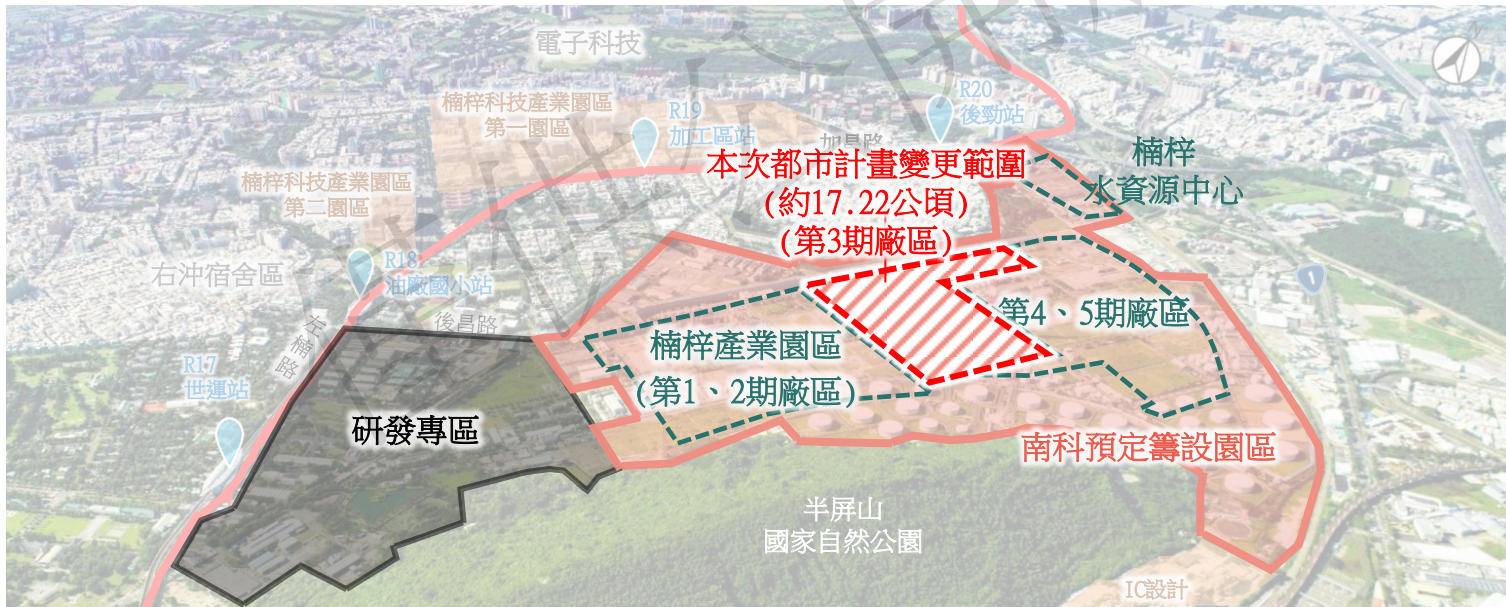 電子科技
楠梓科技產業園區
第一園區
R19
加工區站
R20
後勁站
加昌路
本次都市計畫變更範圍
(約17.22公頃)
(第3期廠區)
楠梓
水資源中心
楠梓科技產業園區
第二園區
右沖宿舍區
R18
油廠國小站
後昌路
左楠路
R17
世運站
1
第4、5期廠區
楠梓產業園區
(第1、2期廠區)
研發專區
南科預定籌設園區
半屏山
國家自然公園
IC設計